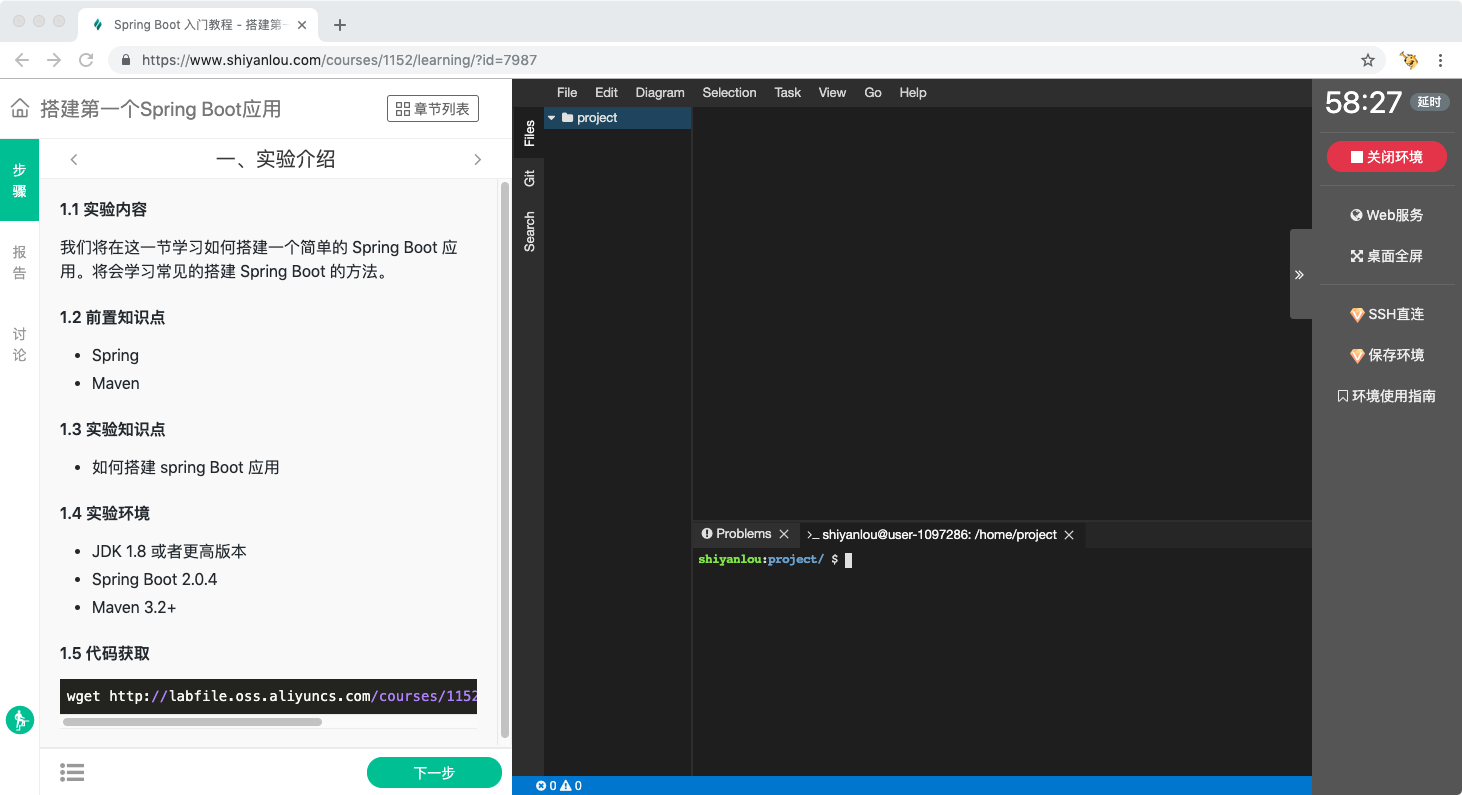 Spring Boot 入门教程 - 搭建第一
https://www.shiyanlou.com/courses/1152/learning/?id=7987
搭建第一个Spring Boot应用
章节列表
步骤
报告
讨论
一、实验介绍
1.1 实验内容
我们将在这一节学习如何搭建一个简单的 Spring Boot 应
用。将会学习常见的搭建 Spring Boot 的方法。
1.2 前置知识点
Spring
Maven
1.3 实验知识点
如何搭建 spring Boot 应用
1.4 实验环境
JDK 1.8 或者更高版本
Spring Boot 2.0.4
Maven 3.2+
1.5 代码获取
wget http://labfile.oss.aliyuncs.com/courses/1152
下一步
File Edit Diagram Selection Task View Go Help
Files
Git
Search
project
Problems
>_ shiyanlou@user-1097286: /home/project
shiyanlou:project/ $
0 0
58:27 延时
关闭环境
Web服务
桌面全屏
SSH直连
保存环境
环境使用指南